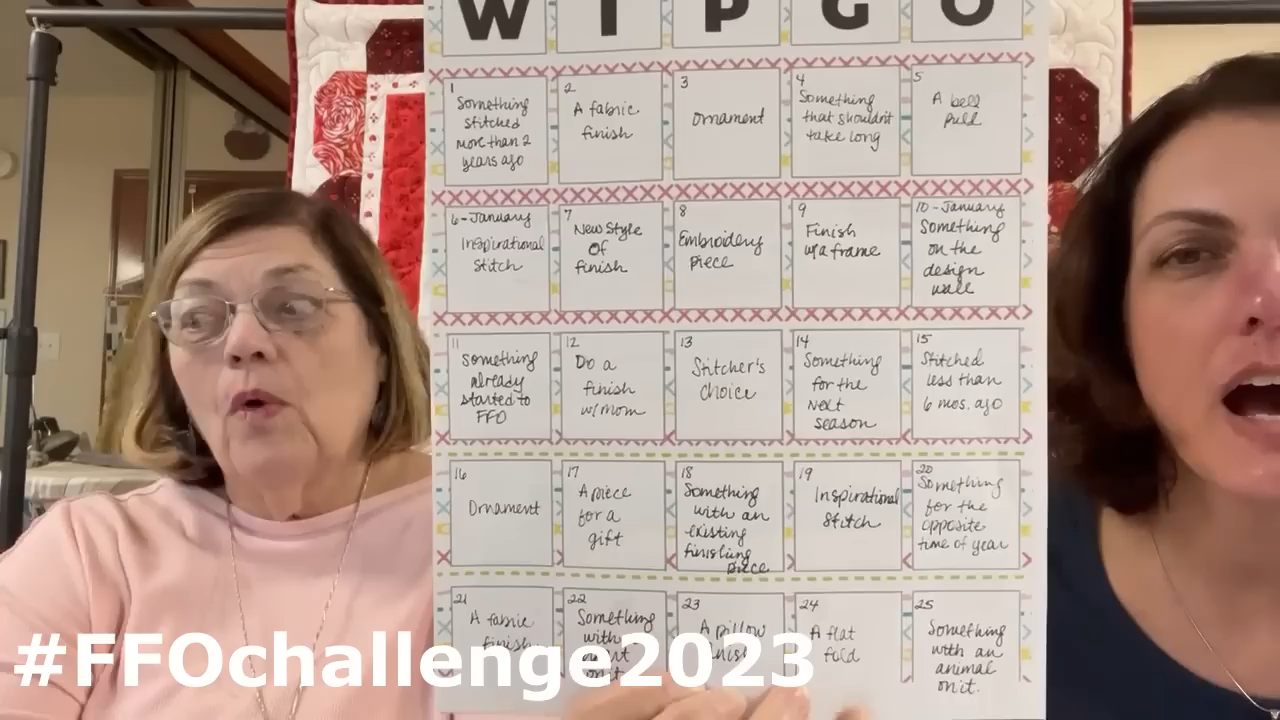 W I P G O
1
Something
stitched
more than 2
years ago
2
A fabric
finish
3
Ornament
4
Something
that shouldn't
take long
5
A bell
pull
6-January
Inspirational
Stitch
7
New Style
of
finish
8
Embroidery
piece
9
Finish
w/a frame
10-January
Something
on the
design
wall
11
Something
already
started to
FFO
12
Do a
finish
w/mom
13
Stitcher's
Choice
14
Something
for the
Next
season
15
Stitched
less than
6 mos. ago
16
Ornament
17
A piece
for a
gift
18
Something
with an
existing
finishing
piece
19
Inspirational
Stitch
20
Something
for the
opposite
time of year
21
A fabric
finish
22
Something
with
on it
23
A pillow
finish
24
A flat
fold
25
Something
with an
animal
on it.
#FFOchallenge2023